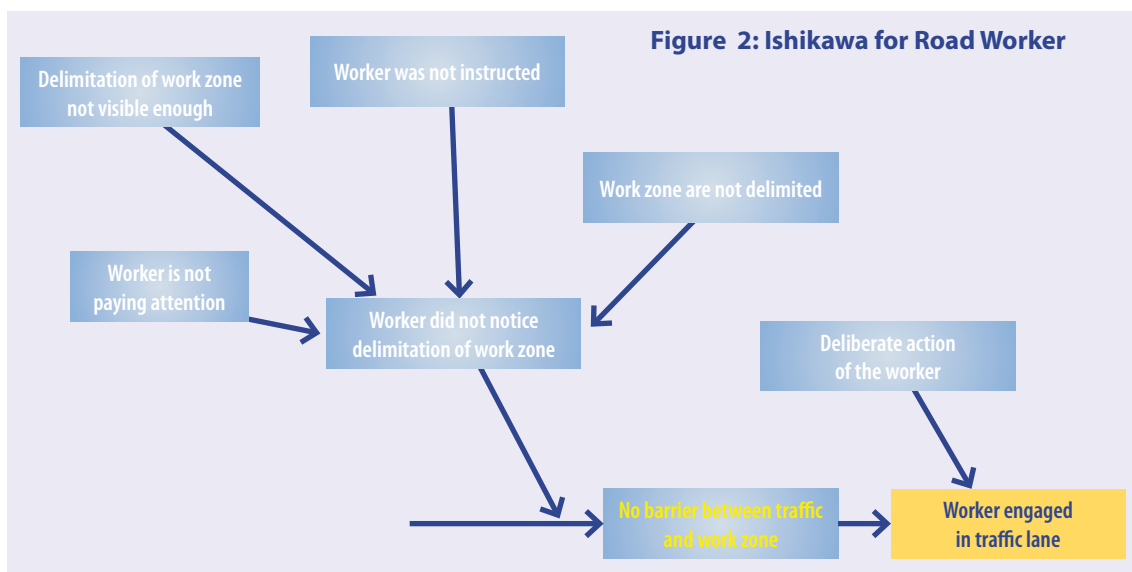 Figure 2: Ishikawa for Road Worker
Delimitation of work zone
not visible enough
Worker was not instructed
Work zone are not delimited
Worker is not
paying attention
Worker did not notice
delimitation of work zone
Deliberate action
of the worker
No barrier between traffic
and work zone
Worker engaged
in traffic lane